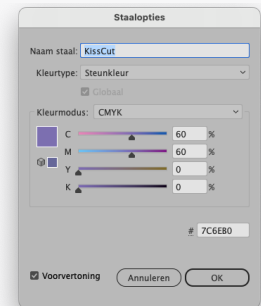 Staalopties
Naam staal: KissCut
Kleurtype: Steunkleur
Globaal
Kleurmodus: CMYK
C 60 %
M 60 %
Y 0 %
K 0 %
# 7C6EB0
Voorvertoning Annuleren OK